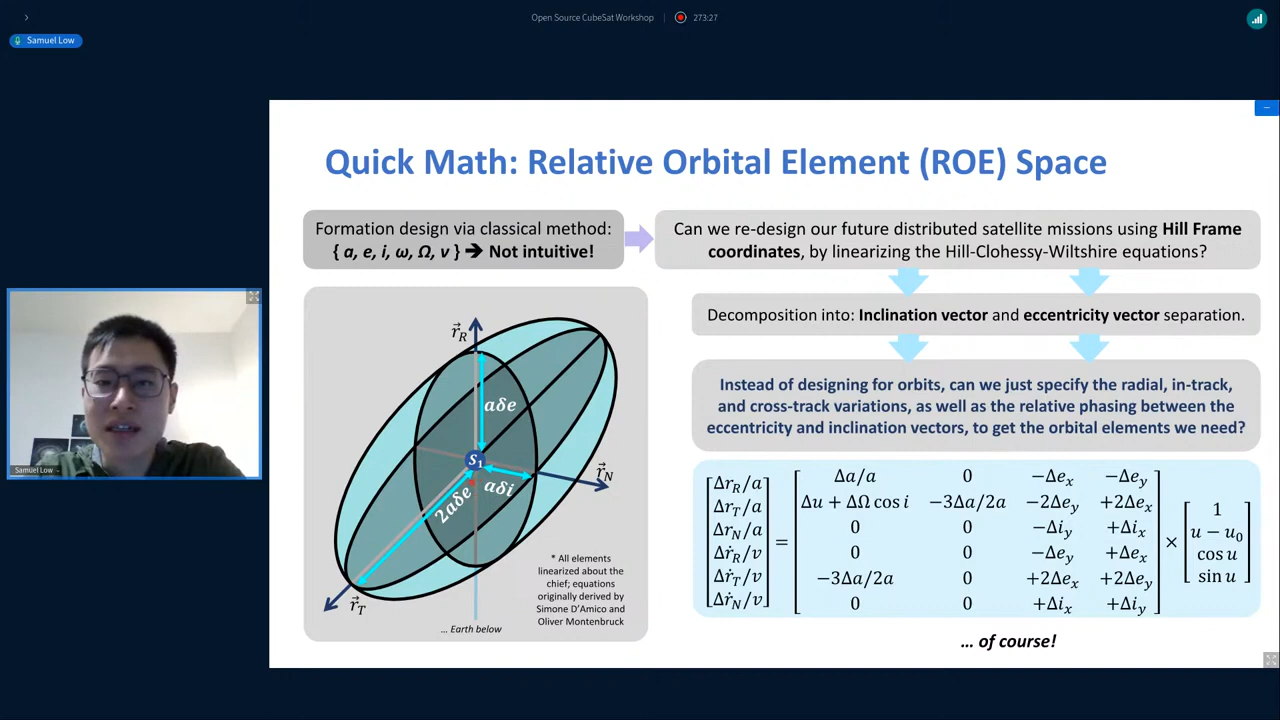 Open Source CubeSat Workshop
273:27
Samuel Low
Quick Math: Relative Orbital Element (ROE) Space
Formation design via classical method:
{ a, e, i, ω, Ω, ν } ➔ Not intuitive!
Can we re-design our future distributed satellite missions using Hill Frame
coordinates, by linearizing the Hill-Clohessy-Wiltshire equations?
Decomposition into: Inclination vector and eccentricity vector separation.
Instead of designing for orbits, can we just specify the radial, in-track,
and cross-track variations, as well as the relative phasing between the
eccentricity and inclination vectors, to get the orbital elements we need?
r⃗_R
aδe
S₁
r⃗_N
aδi
2aδe
r⃗_T
* All elements
linearized about the
chief; equations
originally derived by
Simone D'Amico and
Oliver Montenbruck
... Earth below
Samuel Low
[Δr_R/a] [Δa/a 0 −Δe_x −Δe_y]
[Δr_T/a] [Δu + ΔΩ cos i −3Δa/2a −2Δe_y +2Δe_x] [1]
[Δr_N/a] [0 0 −Δi_y +Δi_x] [u − u₀]
[Δṙ_R/v] = [0 0 −Δe_y +Δe_x] × [cos u]
[Δṙ_T/v] [−3Δa/2a 0 +2Δe_x +2Δe_y] [sin u]
[Δṙ_N/v] [0 0 +Δi_x +Δi_y]
... of course!